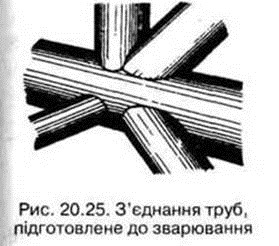 Рис. 20.25. З’єднання труб,
підготовлене до зварювання